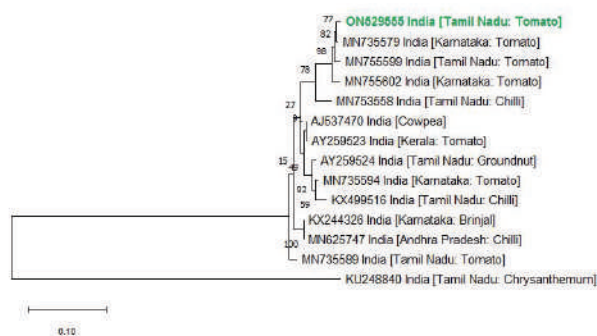 77
ON529555 India [Tamil Nadu: Tomato]
82
MN735579 India [Karnataka: Tomato]
98
MN755599 India [Tamil Nadu: Tomato]
MN755602 India [Karnataka: Tomato]
78
MN753558 India [Tamil Nadu: Chilli]
27
AJ537470 India [Cowpea]
AY259523 India [Kerala: Tomato]
15
AY259524 India [Tamil Nadu: Groundnut]
MN735594 India [Karnataka: Tomato]
92
KX499516 India [Tamil Nadu: Chilli]
59
KX244326 India [Karnataka: Brinjal]
MN625747 India [Andhra Pradesh: Chilli]
100
MN735589 India [Tamil Nadu: Tomato]
KU248840 India [Tamil Nadu: Chrysanthemum]
0.10